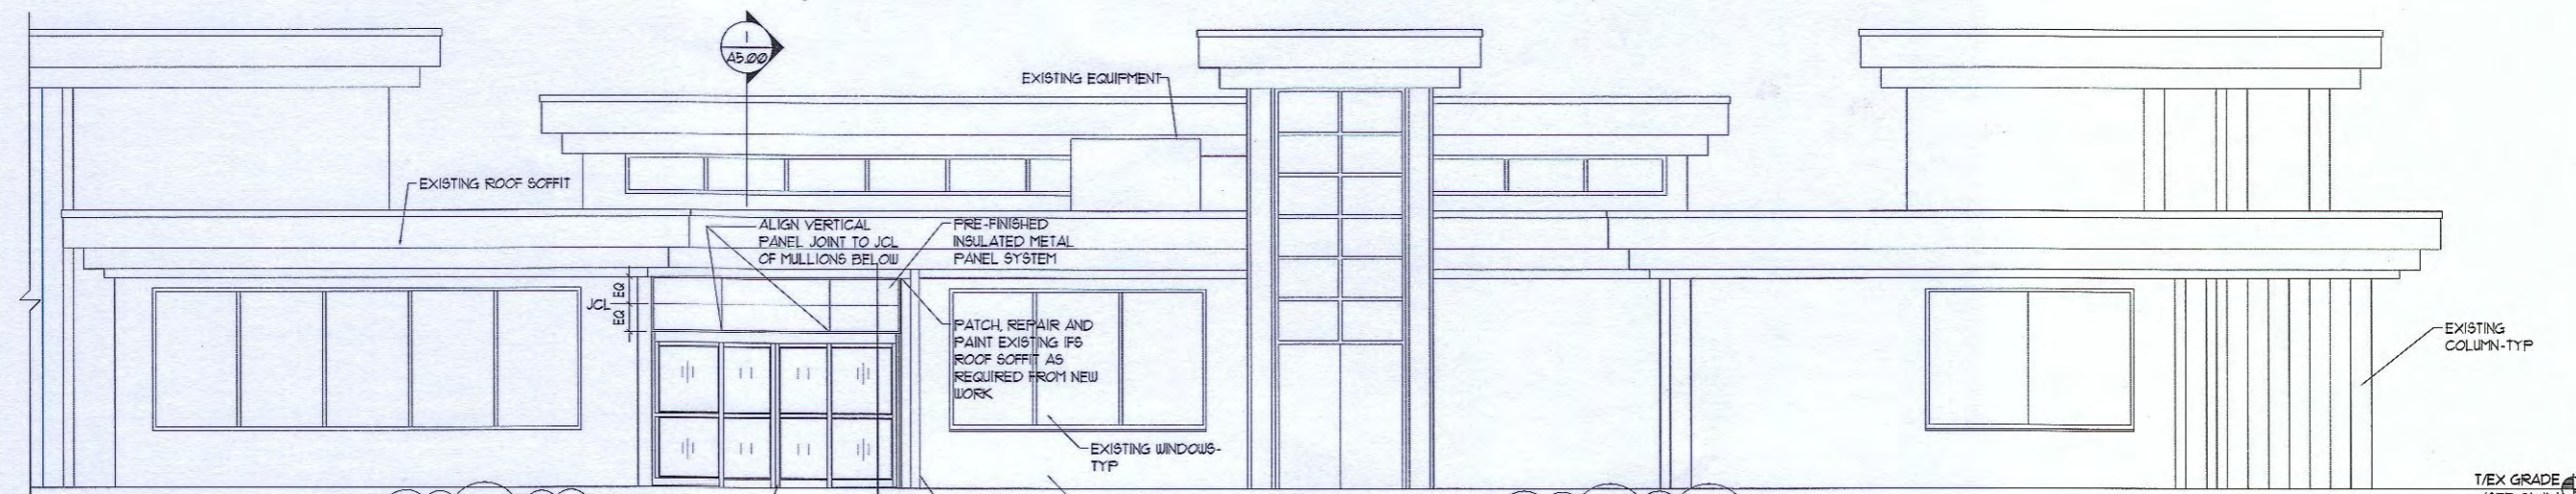 1
A5.00
EXISTING EQUIPMENT
EXISTING ROOF SOFFIT
ALIGN VERTICAL
PANEL JOINT TO JCL
OF MULLIONS BELOW
PRE-FINISHED
INSULATED METAL
PANEL SYSTEM
JCL
EQ
EQ
PATCH, REPAIR AND
PAINT EXISTING IFS
ROOF SOFFIT AS
REQUIRED FROM NEW
WORK
EXISTING WINDOWS-
TYP
EXISTING
COLUMN-TYP
T/EX GRADE